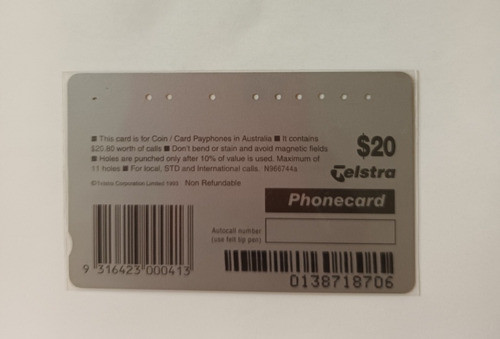 ■ This card is for Coin / Card Payphones in Australia ■ It contains
$20.80 worth of calls ■ Don't bend or stain and avoid magnetic fields
■ Holes are punched only after 10% of value is used. Maximum of
11 holes ■ For local, STD and International calls. N966744a
©Telstra Corporation Limited 1993 Non Refundable
$20
Telstra
Phonecard
Autocall number
(use felt tip pen)
9 316423 000413
0138718706